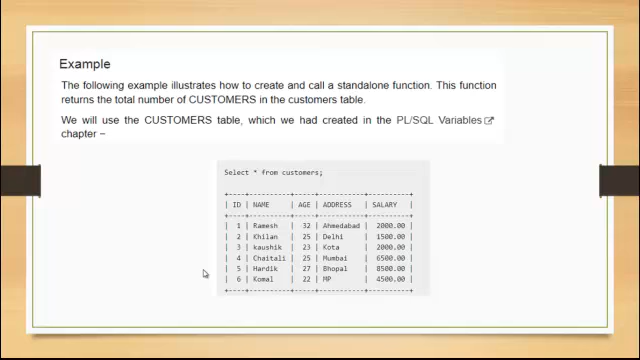 Example
The following example illustrates how to create and call a standalone function. This function
returns the total number of CUSTOMERS in the customers table.
We will use the CUSTOMERS table, which we had created in the PL/SQL Variables
chapter –
Select * from customers;
+----+----------+-----+-----------+----------+
| ID | NAME | AGE | ADDRESS | SALARY |
+----+----------+-----+-----------+----------+
| 1 | Ramesh | 32 | Ahmedabad | 2000.00 |
| 2 | Khilan | 25 | Delhi | 1500.00 |
| 3 | kaushik | 23 | Kota | 2000.00 |
| 4 | Chaitali | 25 | Mumbai | 6500.00 |
| 5 | Hardik | 27 | Bhopal | 8500.00 |
| 6 | Komal | 22 | MP | 4500.00 |
+----+----------+-----+-----------+----------+